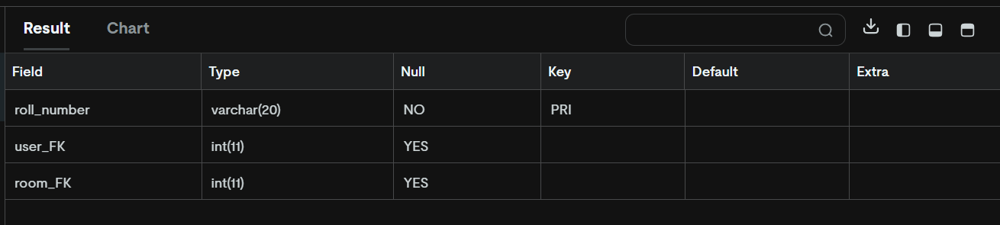 Result Chart
Field Type Null Key Default Extra
roll_number varchar(20) NO PRI
user_FK int(11) YES
room_FK int(11) YES